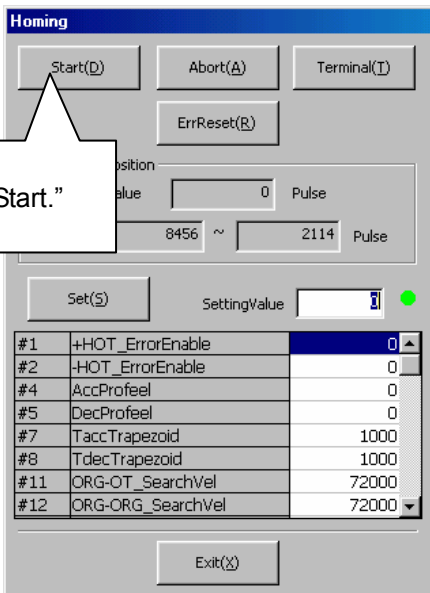 Homing
Start(D) Abort(A) Terminal(T)
ErrReset(R)
Start.”
0 Pulse
8456 ~ 2114 Pulse
Set(S) SettingValue 0
#1 +HOT_ErrorEnable 0
#2 -HOT_ErrorEnable 0
#4 AccProfeel 0
#5 DecProfeel 0
#7 TaccTrapezoid 1000
#8 TdecTrapezoid 1000
#11 ORG-OT_SearchVel 72000
#12 ORG-ORG_SearchVel 72000
Exit(X)